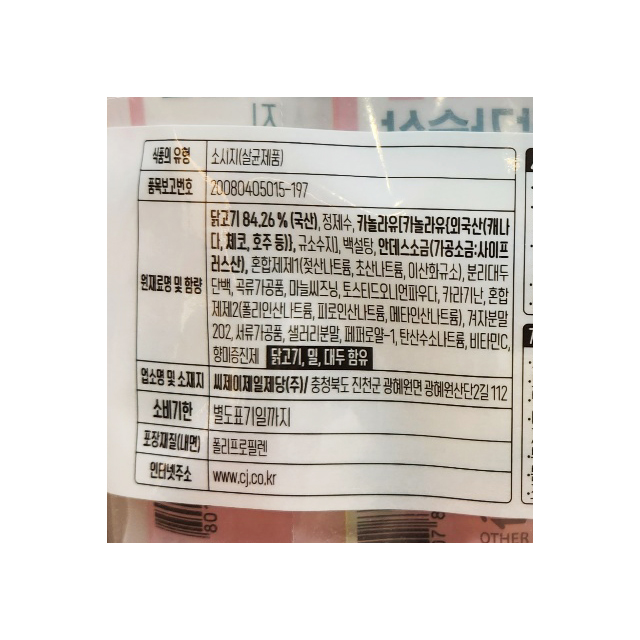 식품의 유형 소시지(살균제품)
품목보고번호 20080405015-197
원재료명 및 함량
닭고기 84.26 % (국산), 정제수, 카놀라유{카놀라유[외국산(캐나
다, 체코, 호주 등)], 규소수지}, 백설탕, 안데스소금(가공소금:사이프
러스산), 혼합제제1(젖산나트륨, 초산나트륨, 이산화규소), 분리대두
단백, 곡류가공품, 마늘씨즈닝, 토스티드오니언파우다, 카라기난, 혼합
제제2(폴리인산나트륨, 피로인산나트륨, 메타인산나트륨), 겨자분말
202, 서류가공품, 샐러리분말, 페퍼로얄-1, 탄산수소나트륨, 비타민C,
향미증진제 닭고기, 밀, 대두 함유
업소명 및 소재지 씨제이제일제당(주)/ 충청북도 진천군 광혜원면 광혜원산단2길 112
소비기한 별도표기일까지
포장재질(내면) 폴리프로필렌
인터넷주소 www.cj.co.kr
OTHER